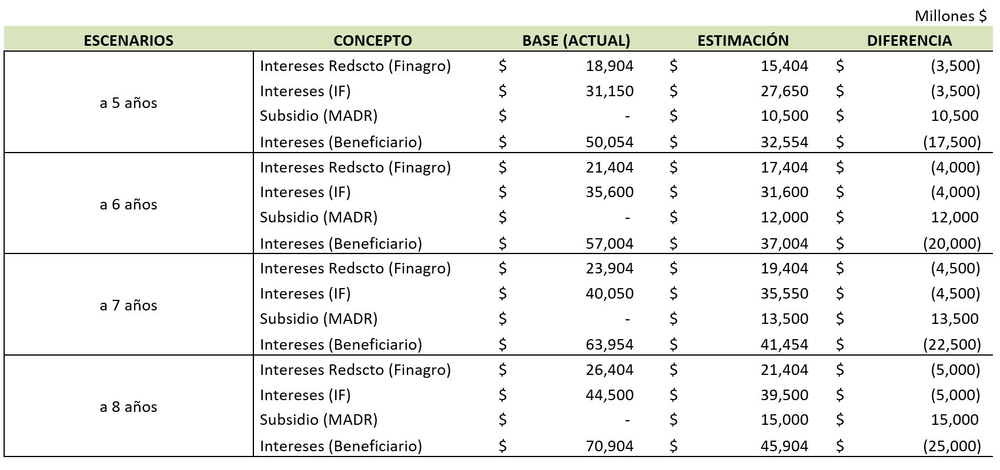 Millones $
ESCENARIOS CONCEPTO BASE (ACTUAL) ESTIMACIÓN DIFERENCIA
a 5 años
Intereses Redscto (Finagro) $ 18,904 $ 15,404 $ (3,500)
Intereses (IF) $ 31,150 $ 27,650 $ (3,500)
Subsidio (MADR) $ - $ 10,500 $ 10,500
Intereses (Beneficiario) $ 50,054 $ 32,554 $ (17,500)
a 6 años
Intereses Redscto (Finagro) $ 21,404 $ 17,404 $ (4,000)
Intereses (IF) $ 35,600 $ 31,600 $ (4,000)
Subsidio (MADR) $ - $ 12,000 $ 12,000
Intereses (Beneficiario) $ 57,004 $ 37,004 $ (20,000)
a 7 años
Intereses Redscto (Finagro) $ 23,904 $ 19,404 $ (4,500)
Intereses (IF) $ 40,050 $ 35,550 $ (4,500)
Subsidio (MADR) $ - $ 13,500 $ 13,500
Intereses (Beneficiario) $ 63,954 $ 41,454 $ (22,500)
a 8 años
Intereses Redscto (Finagro) $ 26,404 $ 21,404 $ (5,000)
Intereses (IF) $ 44,500 $ 39,500 $ (5,000)
Subsidio (MADR) $ - $ 15,000 $ 15,000
Intereses (Beneficiario) $ 70,904 $ 45,904 $ (25,000)